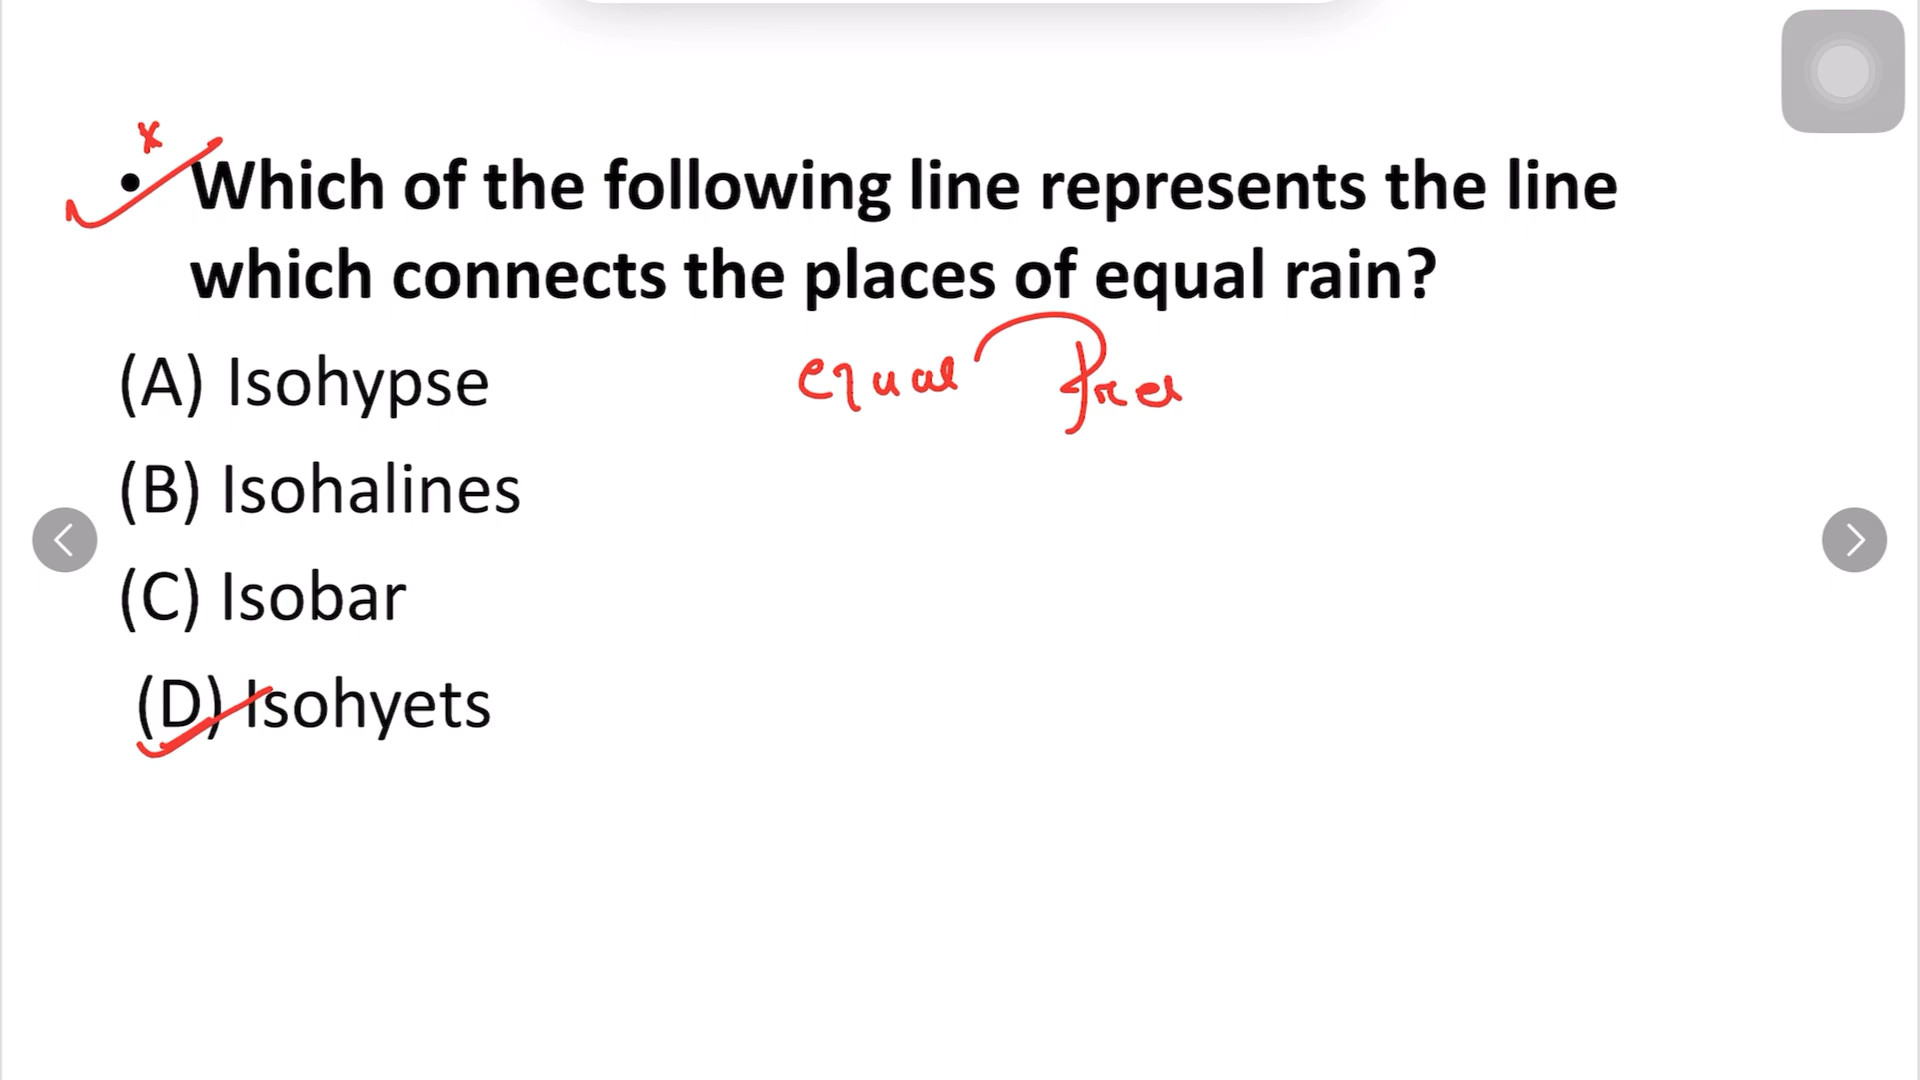 • Which of the following line represents the line
which connects the places of equal rain?
equal
(A) Isohypse
(B) Isohalines
(C) Isobar
(D) Isohyets